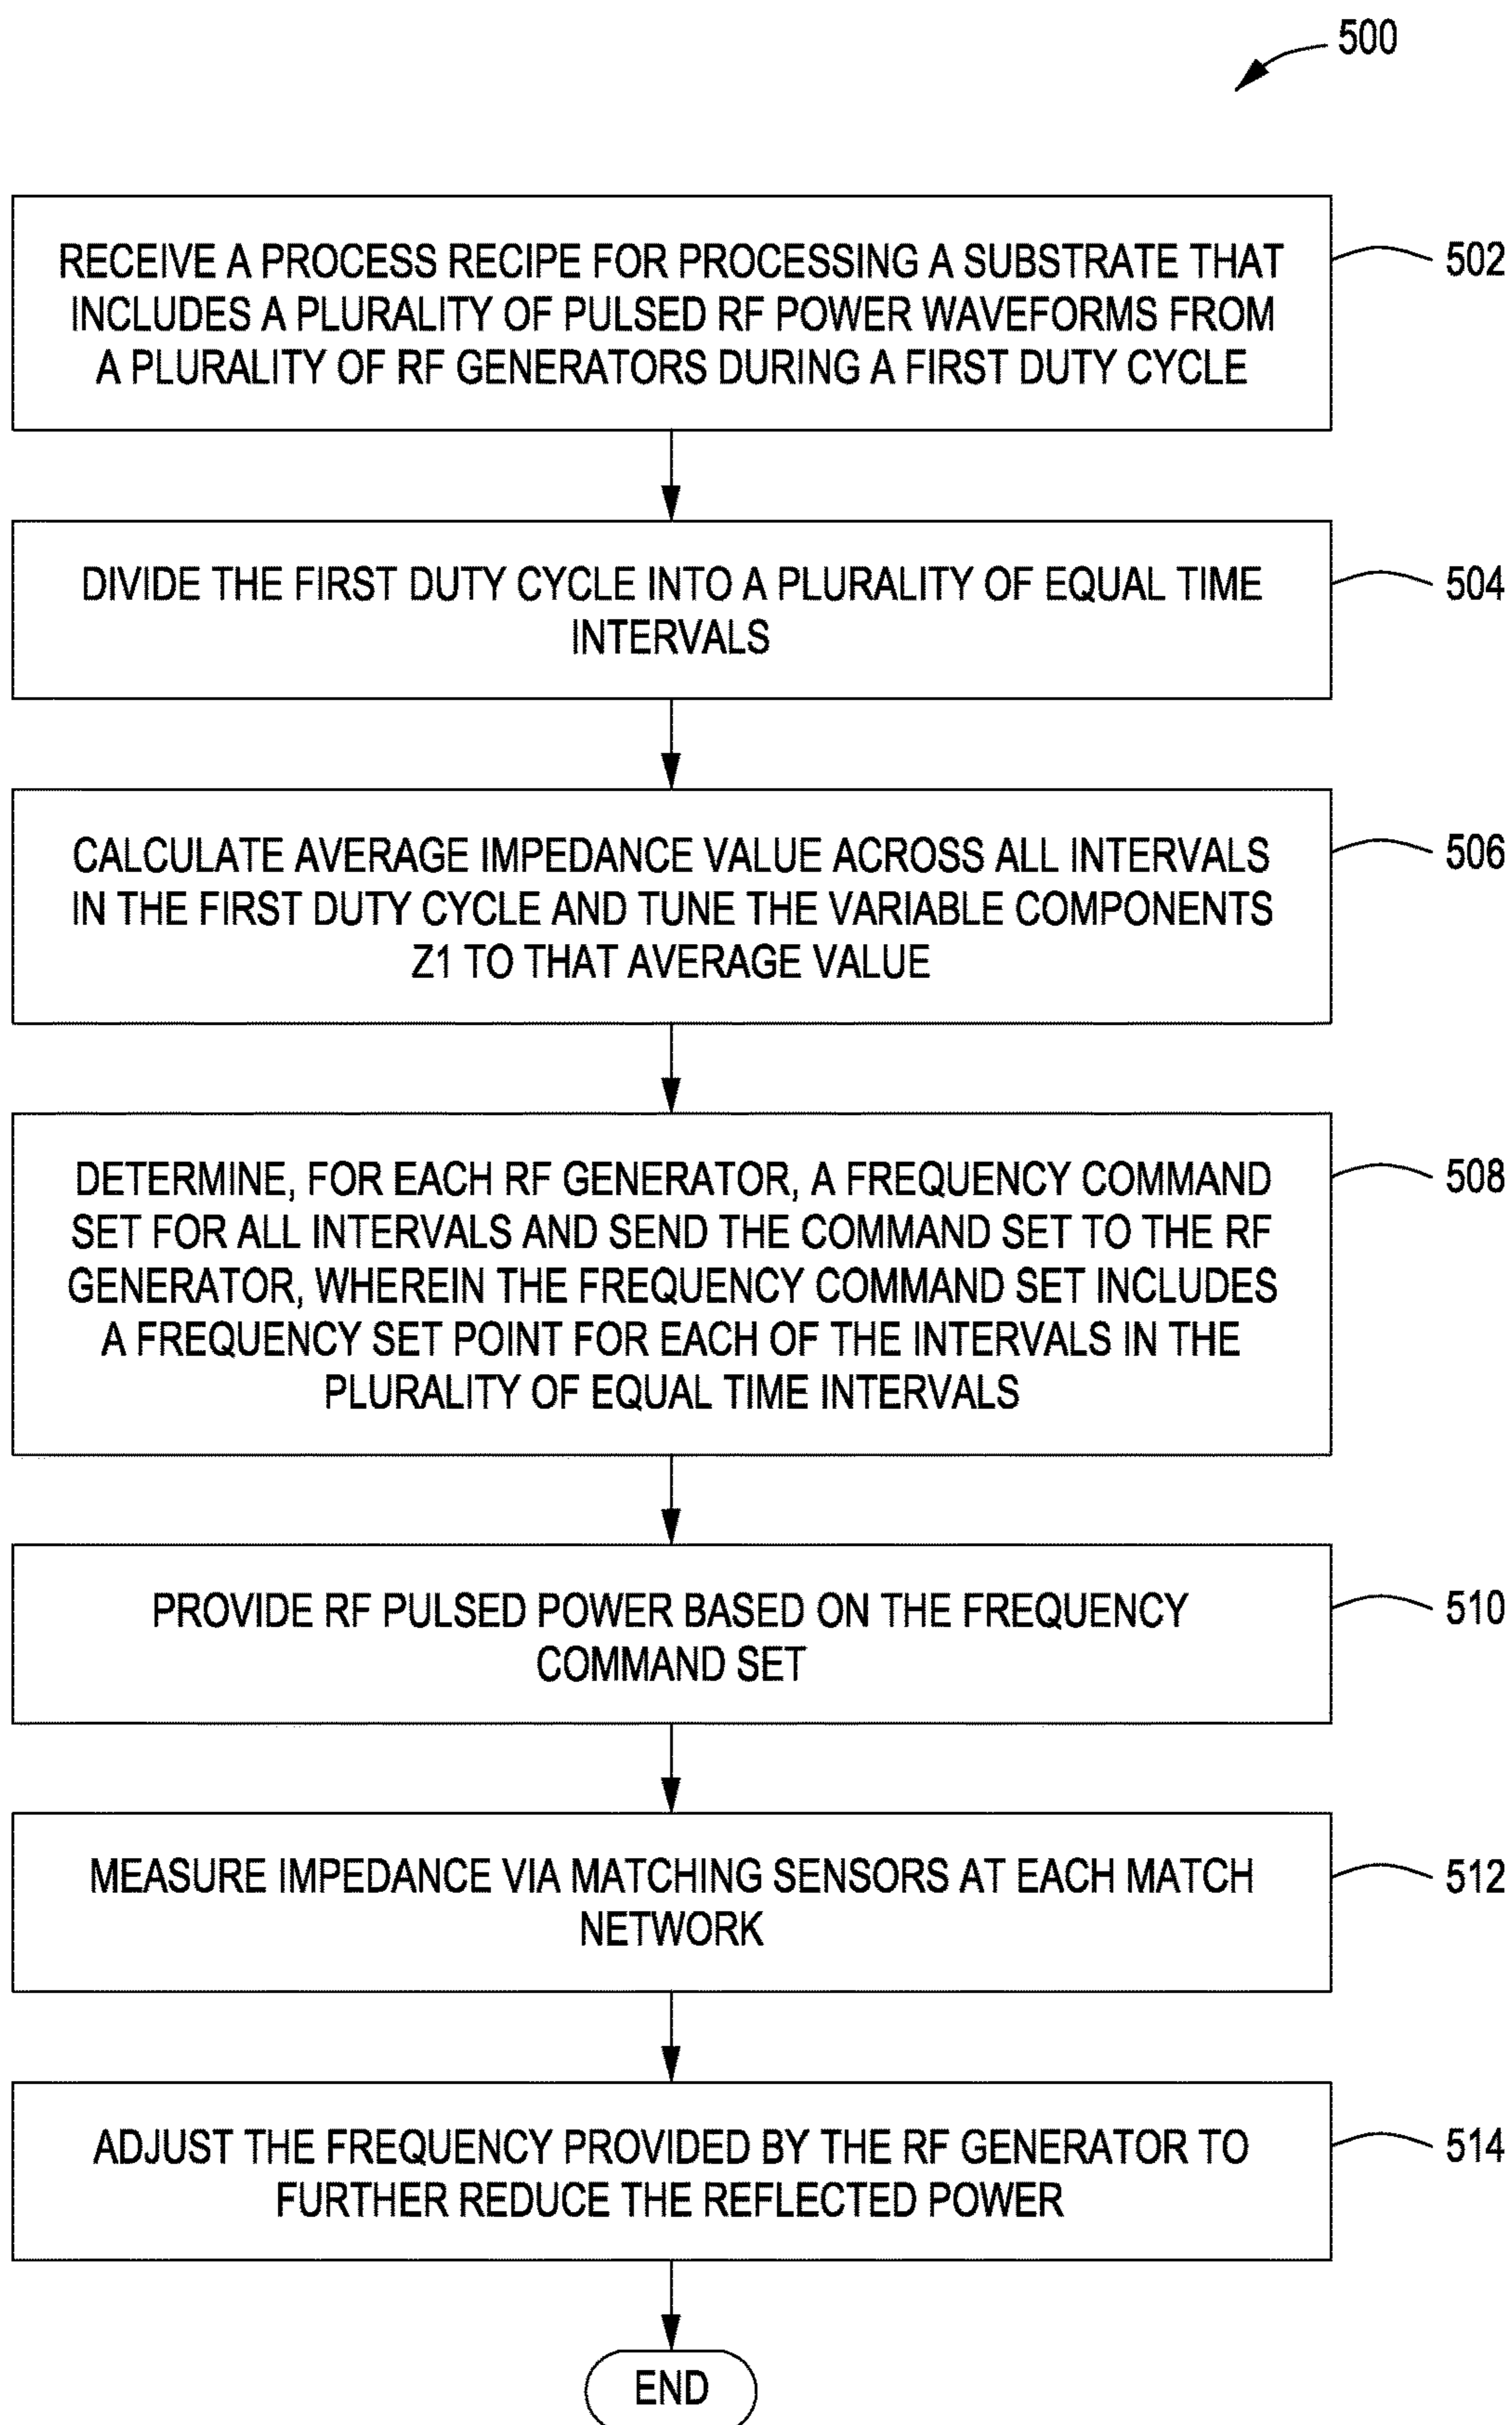 500
RECEIVE A PROCESS RECIPE FOR PROCESSING A SUBSTRATE THAT
INCLUDES A PLURALITY OF PULSED RF POWER WAVEFORMS FROM
A PLURALITY OF RF GENERATORS DURING A FIRST DUTY CYCLE
502
DIVIDE THE FIRST DUTY CYCLE INTO A PLURALITY OF EQUAL TIME
INTERVALS
504
CALCULATE AVERAGE IMPEDANCE VALUE ACROSS ALL INTERVALS
IN THE FIRST DUTY CYCLE AND TUNE THE VARIABLE COMPONENTS
Z1 TO THAT AVERAGE VALUE
506
DETERMINE, FOR EACH RF GENERATOR, A FREQUENCY COMMAND
SET FOR ALL INTERVALS AND SEND THE COMMAND SET TO THE RF
GENERATOR, WHEREIN THE FREQUENCY COMMAND SET INCLUDES
A FREQUENCY SET POINT FOR EACH OF THE INTERVALS IN THE
PLURALITY OF EQUAL TIME INTERVALS
508
PROVIDE RF PULSED POWER BASED ON THE FREQUENCY
COMMAND SET
510
MEASURE IMPEDANCE VIA MATCHING SENSORS AT EACH MATCH
NETWORK
512
ADJUST THE FREQUENCY PROVIDED BY THE RF GENERATOR TO
FURTHER REDUCE THE REFLECTED POWER
514
END